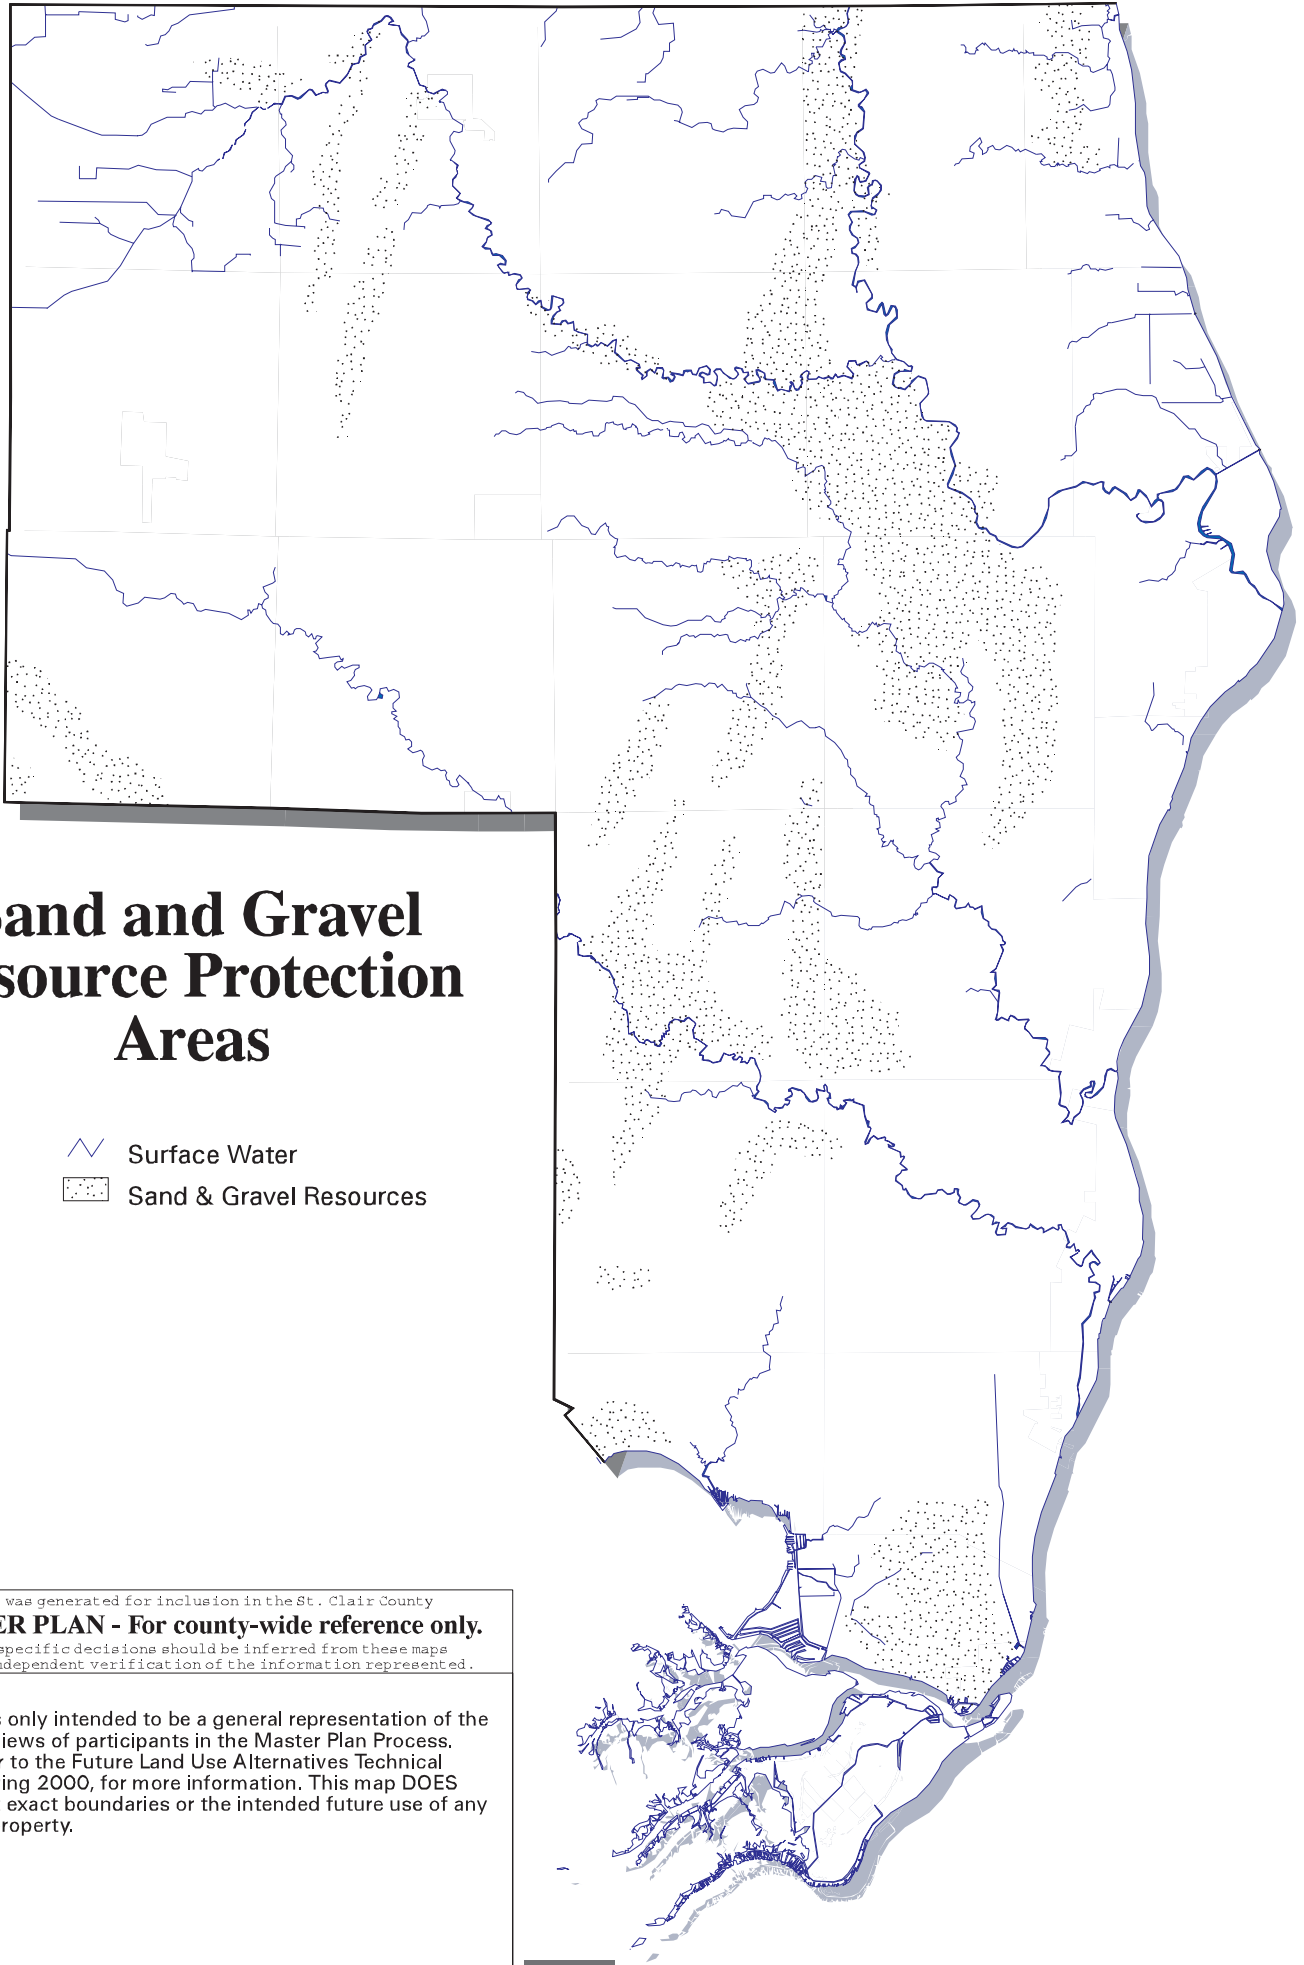 and and Gravel
source Protection
Areas
Surface Water
Sand & Gravel Resources
was generated for inclusion in the St. Clair County
ER PLAN - For county-wide reference only.
specific decisions should be inferred from these maps
ndependent verification of the information represented.
s only intended to be a general representation of the
iews of participants in the Master Plan Process.
r to the Future Land Use Alternatives Technical
ing 2000, for more information. This map DOES
t exact boundaries or the intended future use of any
roperty.